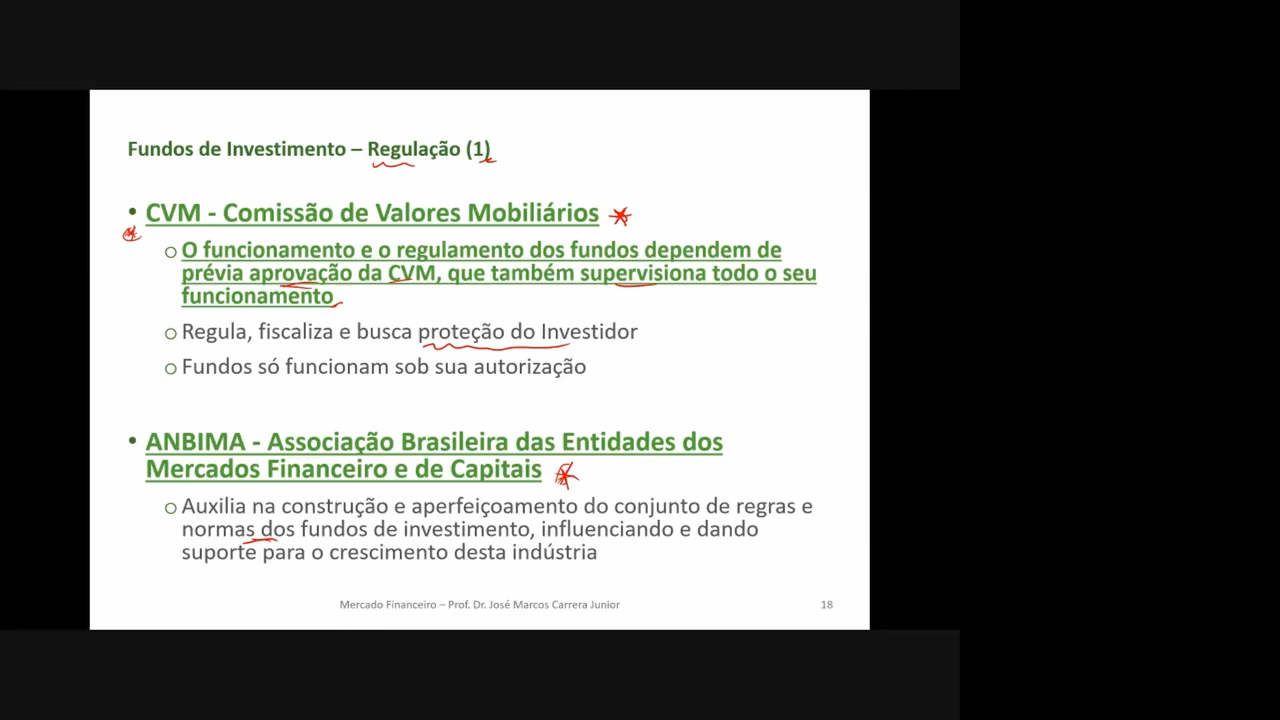 Fundos de Investimento – Regulação (1)
• CVM - Comissão de Valores Mobiliários
o O funcionamento e o regulamento dos fundos dependem de
prévia aprovação da CVM, que também supervisiona todo o seu
funcionamento
o Regula, fiscaliza e busca proteção do Investidor
o Fundos só funcionam sob sua autorização
• ANBIMA - Associação Brasileira das Entidades dos
Mercados Financeiro e de Capitais
o Auxilia na construção e aperfeiçoamento do conjunto de regras e
normas dos fundos de investimento, influenciando e dando
suporte para o crescimento desta indústria
Mercado Financeiro – Prof. Dr. José Marcos Carrera Junior
18